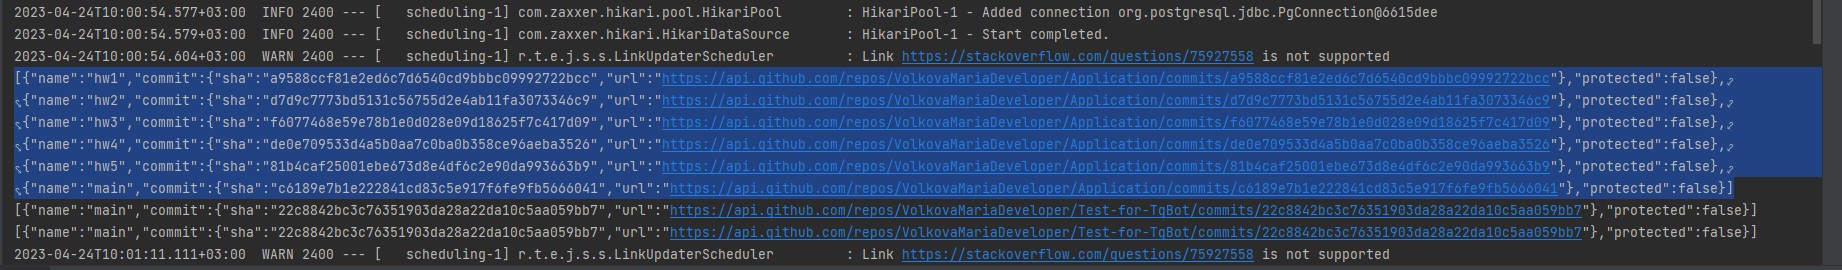 2023-04-24T10:00:54.577+03:00  INFO 2400 --- [   scheduling-1] com.zaxxer.hikari.pool.HikariPool        : HikariPool-1 - Added connection org.postgresql.jdbc.PgConnection@6615dee
2023-04-24T10:00:54.579+03:00  INFO 2400 --- [   scheduling-1] com.zaxxer.hikari.HikariDataSource       : HikariPool-1 - Start completed.
2023-04-24T10:00:54.604+03:00  WARN 2400 --- [   scheduling-1] r.t.e.j.s.s.LinkUpdaterScheduler         : Link https://stackoverflow.com/questions/75927558 is not supported
[{"name":"hw1","commit":{"sha":"a9588ccf81e2ed6c7d6540cd9bbbc09992722bcc","url":"https://api.github.com/repos/VolkovaMariaDeveloper/Application/commits/a9588ccf81e2ed6c7d6540cd9bbbc09992722bcc"},"protected":false},
{"name":"hw2","commit":{"sha":"d7d9c7773bd5131c56755d2e4ab11fa3073346c9","url":"https://api.github.com/repos/VolkovaMariaDeveloper/Application/commits/d7d9c7773bd5131c56755d2e4ab11fa3073346c9"},"protected":false},
{"name":"hw3","commit":{"sha":"f6077468e59e78b1e0d028e09d18625f7c417d09","url":"https://api.github.com/repos/VolkovaMariaDeveloper/Application/commits/f6077468e59e78b1e0d028e09d18625f7c417d09"},"protected":false},
{"name":"hw4","commit":{"sha":"de0e709533d4a5b0aa7c0ba0b358ce96aeba3526","url":"https://api.github.com/repos/VolkovaMariaDeveloper/Application/commits/de0e709533d4a5b0aa7c0ba0b358ce96aeba3526"},"protected":false},
{"name":"hw5","commit":{"sha":"81b4caf25001ebe673d8e4df6c2e90da993663b9","url":"https://api.github.com/repos/VolkovaMariaDeveloper/Application/commits/81b4caf25001ebe673d8e4df6c2e90da993663b9"},"protected":false},
{"name":"main","commit":{"sha":"c6189e7b1e222841cd83c5e917f6fe9fb5666041","url":"https://api.github.com/repos/VolkovaMariaDeveloper/Application/commits/c6189e7b1e222841cd83c5e917f6fe9fb5666041"},"protected":false}]
[{"name":"main","commit":{"sha":"22c8842bc3c76351903da28a22da10c5aa059bb7","url":"https://api.github.com/repos/VolkovaMariaDeveloper/Test-for-TgBot/commits/22c8842bc3c76351903da28a22da10c5aa059bb7"},"protected":false}]
[{"name":"main","commit":{"sha":"22c8842bc3c76351903da28a22da10c5aa059bb7","url":"https://api.github.com/repos/VolkovaMariaDeveloper/Test-for-TgBot/commits/22c8842bc3c76351903da28a22da10c5aa059bb7"},"protected":false}]
2023-04-24T10:01:11.111+03:00  WARN 2400 --- [   scheduling-1] r.t.e.j.s.s.LinkUpdaterScheduler         : Link https://stackoverflow.com/questions/75927558 is not supported